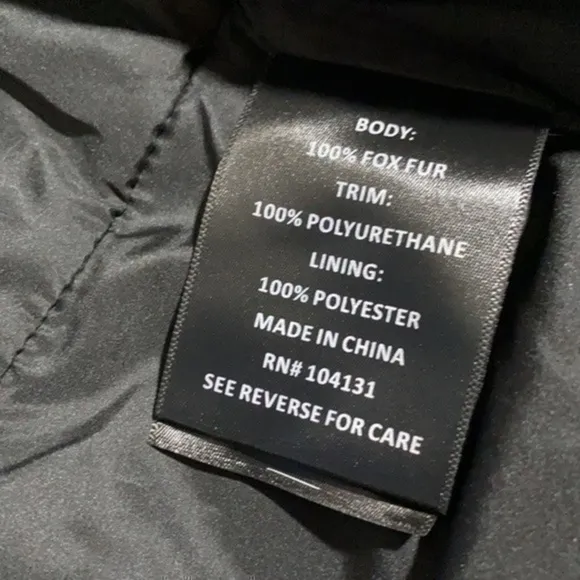 BODY:
100% FOX FUR
TRIM:
100% POLYURETHANE
LINING:
100% POLYESTER
MADE IN CHINA
RN# 104131
SEE REVERSE FOR CARE